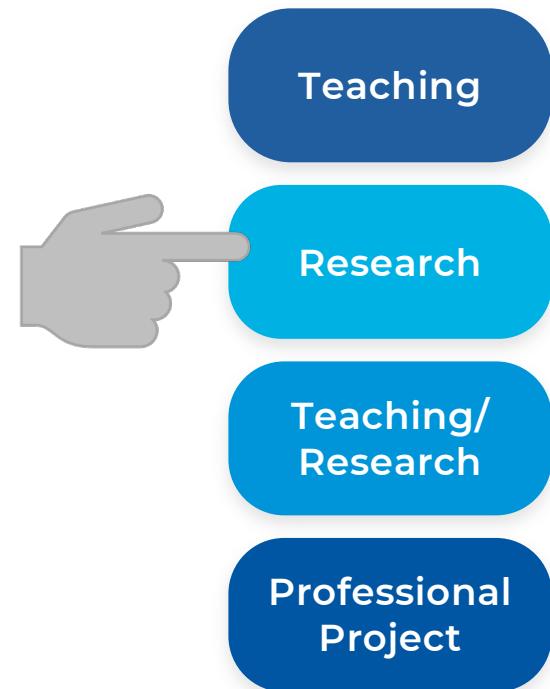 Teaching
Research
Teaching/
Research
Professional
Project